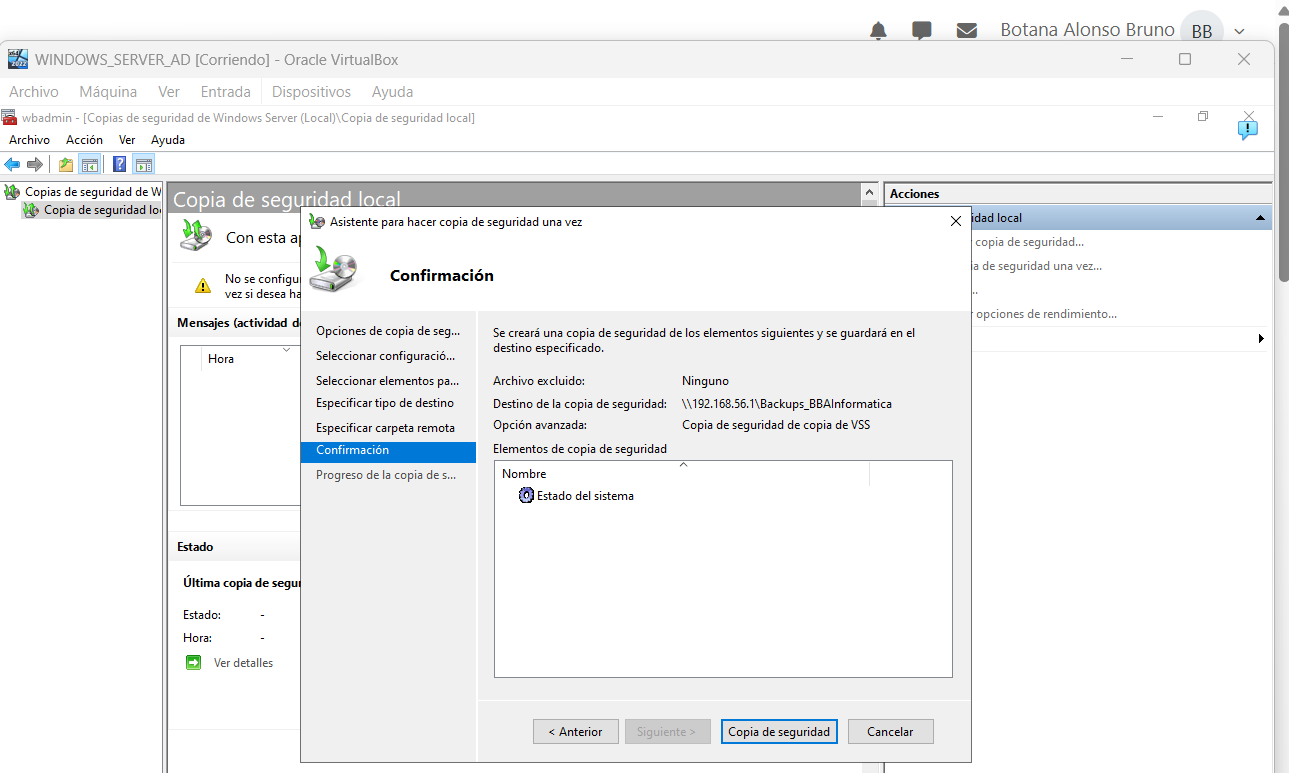 Botana Alonso Bruno BB
WINDOWS_SERVER_AD [Corriendo] - Oracle VirtualBox
Archivo Máquina Ver Entrada Dispositivos Ayuda
wbadmin - [Copias de seguridad de Windows Server (Local)\Copia de seguridad local]
Archivo Acción Ver Ayuda
Copias de seguridad de W
Copia de seguridad lo
Copia de seguridad local
Con esta a
No se configu
vez si desea ha
Mensajes (actividad d
Hora
Estado
Última copia de segu
Estado: -
Hora: -
Ver detalles
Asistente para hacer copia de seguridad una vez
Confirmación
Opciones de copia de seg...
Seleccionar configuració...
Seleccionar elementos pa...
Especificar tipo de destino
Especificar carpeta remota
Confirmación
Progreso de la copia de s...
Se creará una copia de seguridad de los elementos siguientes y se guardará en el
destino especificado.
Archivo excluido: Ninguno
Destino de la copia de seguridad: \\192.168.56.1\Backups_BBAInformatica
Opción avanzada: Copia de seguridad de copia de VSS
Elementos de copia de seguridad
Nombre
Estado del sistema
< Anterior Siguiente > Copia de seguridad Cancelar
Acciones
idad local
copia de seguridad...
ia de seguridad una vez...
..
opciones de rendimiento...